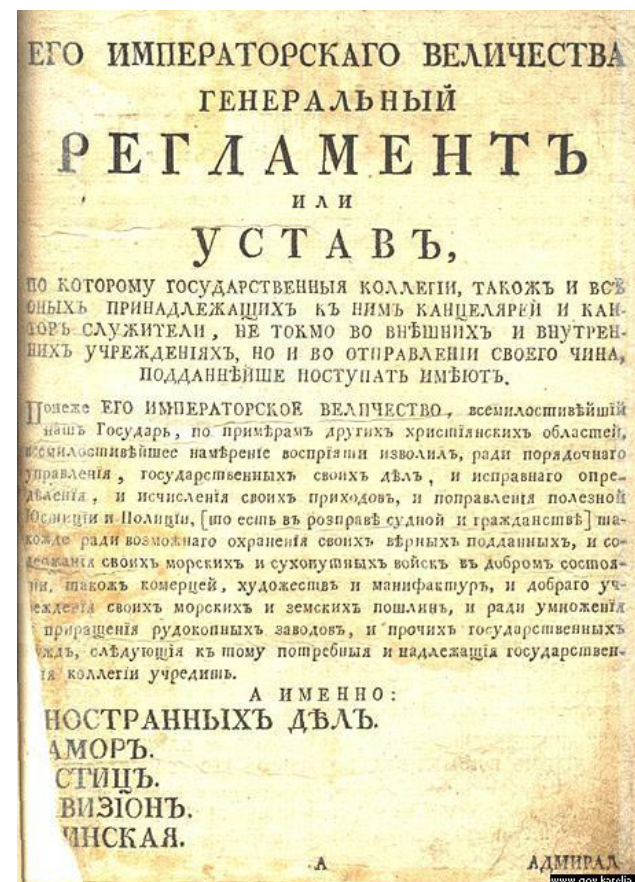 ЕГО ИМПЕРАТОРСКАГО ВЕЛИЧЕСТВА
ГЕНЕРАЛЬНЫЙ
РЕГЛАМЕНТЪ
ИЛИ
УСТАВЪ,
ПО КОТОРОМУ ГОСУДАРСТВЕННЫЯ КОЛЛЕГІИ, ТАКОЖЪ И ВСѢ
ОНЫХЪ ПРИНАДЛЕЖАЩИХЪ КЪ НИМЪ КАНЦЕЛЯРЕЙ И КАН-
ТОРЪ СЛУЖИТЕЛИ, НЕ ТОКМО ВО ВНѢШНИХЪ И ВНУТРЕН-
НИХЪ УЧРЕЖДЕНІЯХЪ, НО И ВО ОТПРАВЛЕНІИ СВОЕГО ЧИНА,
ПОДДАННѢЙШЕ ПОСТУПАТЬ ИМѢЮТЪ.
Понеже ЕГО ИМПЕРАТОРСКОЕ ВЕЛИЧЕСТВО, всемилостивѣйшій
нашъ Государь, по примѣрамъ другихъ христіянскихъ областей,
всемилостивѣйшее намѣреніе воспріяти изволилъ, ради порядочнаго
управленія, государственныхъ своихъ дѣлъ, и исправнаго опре-
дѣленія, и исчисленія своихъ приходовъ, и поправленія полезной
Юстиціи и Полиціи, [то есть въ розправѣ судной и гражданствѣ] та-
кожде ради возможнаго охраненія своихъ вѣрныхъ подданныхъ, и со-
держанія своихъ морскихъ и сухопутныхъ войскъ въ добромъ состоя-
ніи, такожъ комерцей, художествъ и манифактуръ, и добраго уч-
режденія своихъ морскихъ и земскихъ пошлинъ, и ради умноженія
приращенія рудокопныхъ заводовъ, и прочихъ государственныхъ
нуждъ, слѣдующія къ тому потребныя и надлежащія государствен-
ныя коллегіи учредить.
А ИМЕННО:
НОСТРАННЫХЪ ДѢЛЪ.
АМОРЪ.
СТИЦЪ.
ВИЗІОНЪ.
ИНСКАЯ.
А АДМИРАЛ
www.gov.karelia